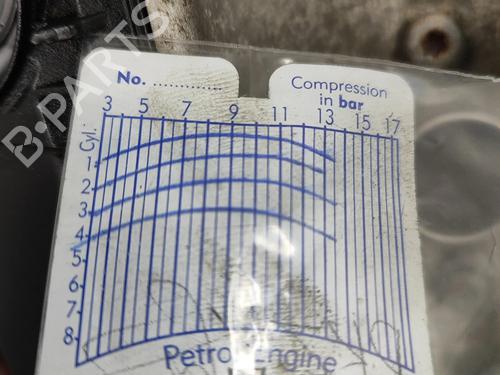 No. ............
Compression
in bar
3 5 7 9 11 13 15 17
Cyl.
1
2
3
4
5
6
7
8
Petrol Engine
B-PARTS